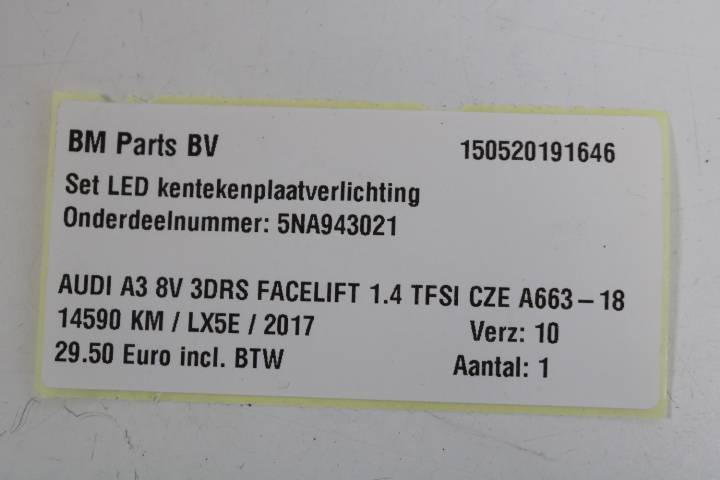 BM Parts BV 150520191646
Set LED kentekenplaatverlichting
Onderdeelnummer: 5NA943021
AUDI A3 8V 3DRS FACELIFT 1.4 TFSI CZE A663-18
14590 KM / LX5E / 2017 Verz: 10
29.50 Euro incl. BTW Aantal: 1